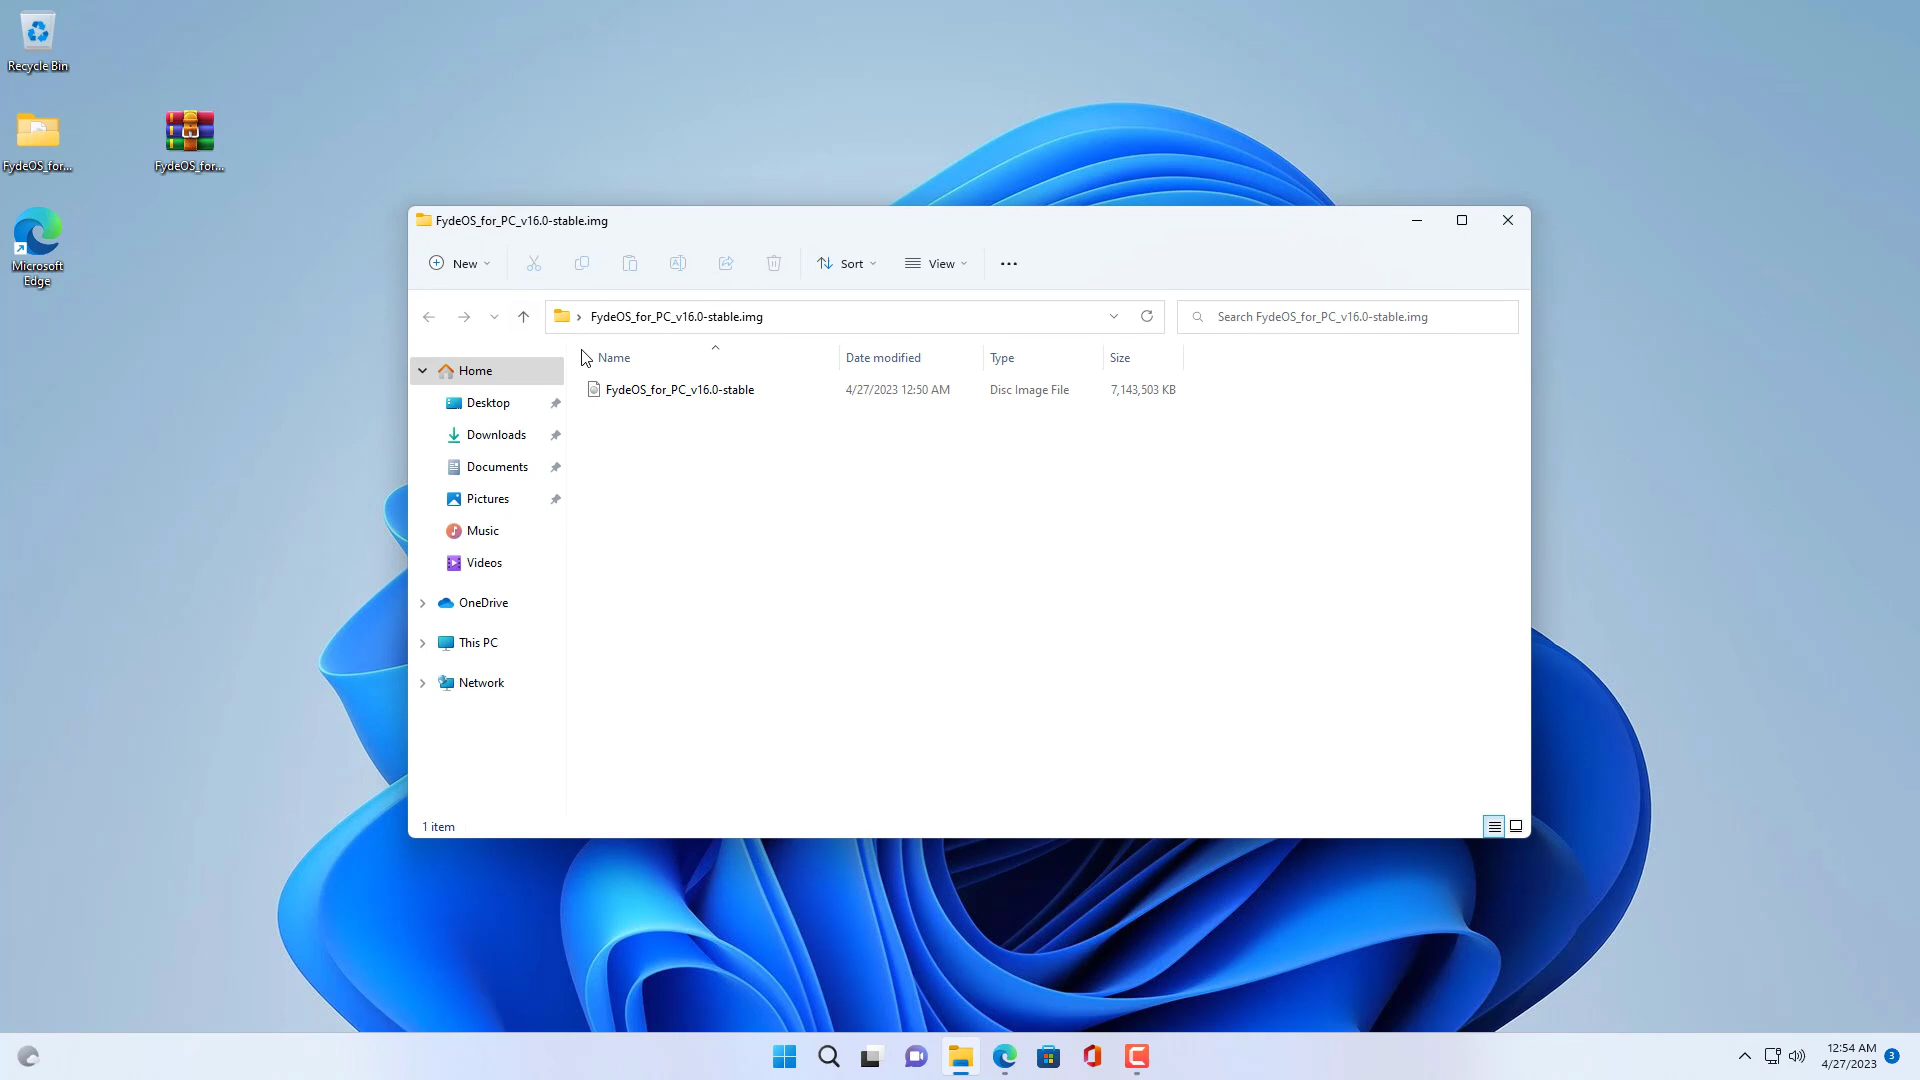 Recycle Bin
FydeOS_for...
FydeOS_for...
Microsoft
Edge
FydeOS_for_PC_v16.0-stable.img
New
Sort
View
FydeOS_for_PC_v16.0-stable.img
Search FydeOS_for_PC_v16.0-stable.img
Name
Date modified
Type
Size
FydeOS_for_PC_v16.0-stable
4/27/2023 12:50 AM
Disc Image File
7,143,503 KB
Home
Desktop
Downloads
Documents
Pictures
Music
Videos
OneDrive
This PC
Network
1 item
12:54 AM
4/27/2023
3